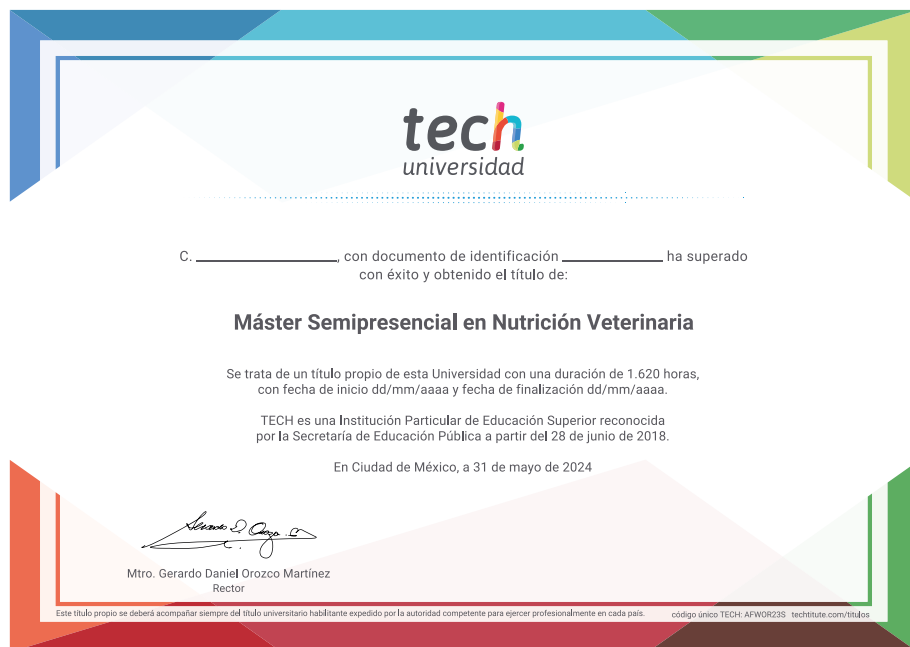 tech
universidad
C. ____________, con documento de identificación ____________ ha superado
con éxito y obtenido el título de:
Máster Semipresencial en Nutrición Veterinaria
Se trata de un título propio de esta Universidad con una duración de 1.620 horas,
con fecha de inicio dd/mm/aaaa y fecha de finalización dd/mm/aaaa.
TECH es una Institución Particular de Educación Superior reconocida
por la Secretaría de Educación Pública a partir del 28 de junio de 2018.
En Ciudad de México, a 31 de mayo de 2024
Mtro. Gerardo Daniel Orozco Martínez
Rector
Este título propio se deberá acompañar siempre del título universitario habilitante expedido por la autoridad competente para ejercer profesionalmente en cada país. código único TECH: AFWOR23S techtitute.com/titulos